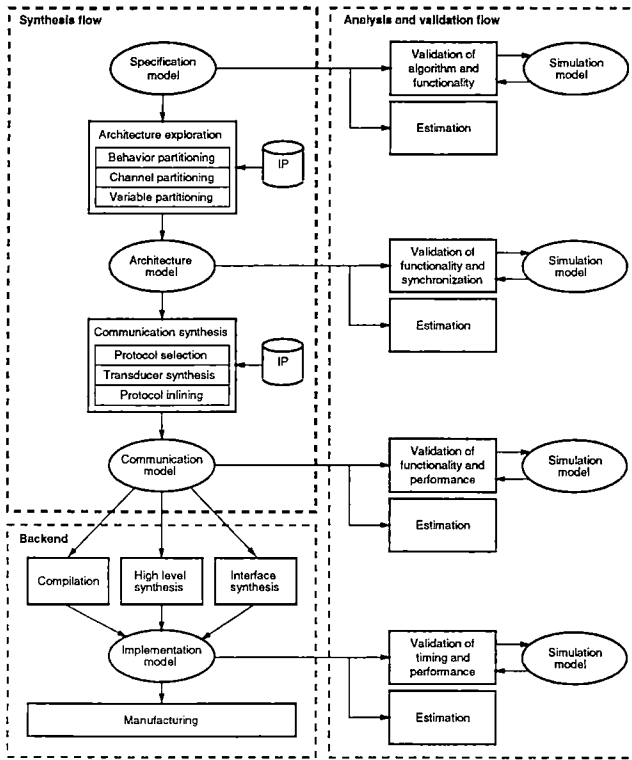 Synthesis flow
Analysis and validation flow
Specification
model
Validation of
algorithm and
functionality
Simulation
model
Estimation
Architecture exploration
Behavior partitioning
Channel partitioning
Variable partitioning
IP
Architecture
model
Validation of
functionality and
synchronization
Simulation
model
Estimation
Communication synthesis
Protocol selection
Transducer synthesis
Protocol inlining
IP
Communication
model
Validation of
functionality and
performance
Simulation
model
Estimation
Backend
Compilation
High level
synthesis
Interface
synthesis
Implementation
model
Validation of
timing and
performance
Simulation
model
Estimation
Manufacturing